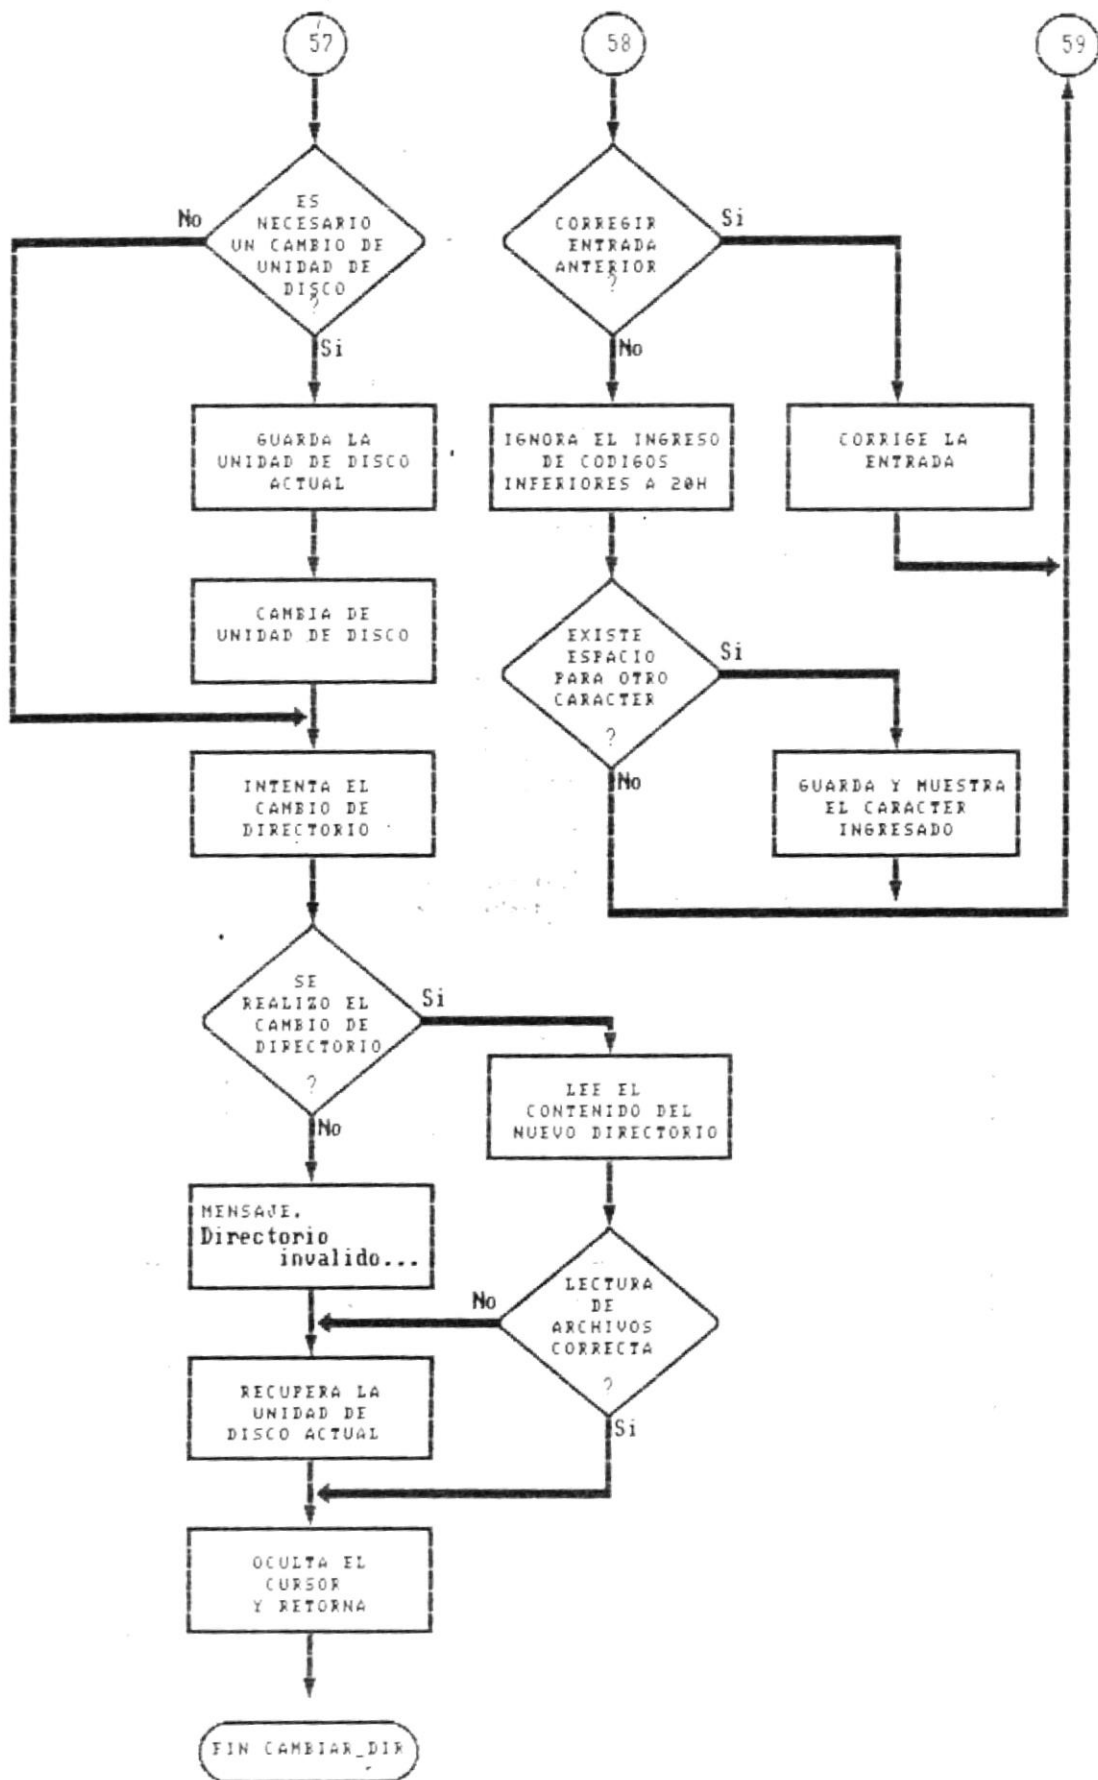 57
58
59
ES
NECESARIO
UN CAMBIO DE
UNIDAD DE
DISCO
?
No
Si
GUARDA LA
UNIDAD DE DISCO
ACTUAL
CAMBIA DE
UNIDAD DE DISCO
INTENTA EL
CAMBIO DE
DIRECTORIO
SE
REALIZO EL
CAMBIO DE
DIRECTORIO
?
Si
No
MENSAJE.
Directorio
invalido...
RECUPERA LA
UNIDAD DE
DISCO ACTUAL
OCULTA EL
CURSOR
Y RETORNA
FIN CAMBIAR_DIR
CORREGIR
ENTRADA
ANTERIOR
?
Si
No
IGNORA EL INGRESO
DE CODIGOS
INFERIORES A 20H
CORRIGE LA
ENTRADA
EXISTE
ESPACIO
PARA OTRO
CARACTER
?
Si
No
GUARDA Y MUESTRA
EL CARACTER
INGRESADO
LEE EL
CONTENIDO DEL
NUEVO DIRECTORIO
LECTURA
DE
ARCHIVOS
CORRECTA
?
No
Si